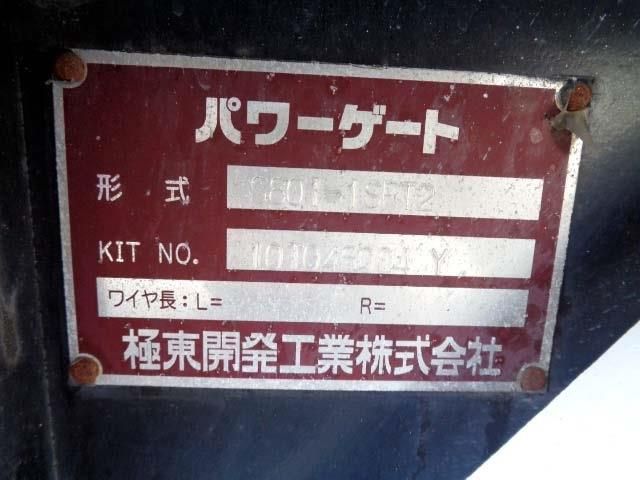 パワーゲート
形式
KIT NO.
ワイヤ長:L= R=
極東開発工業株式会社